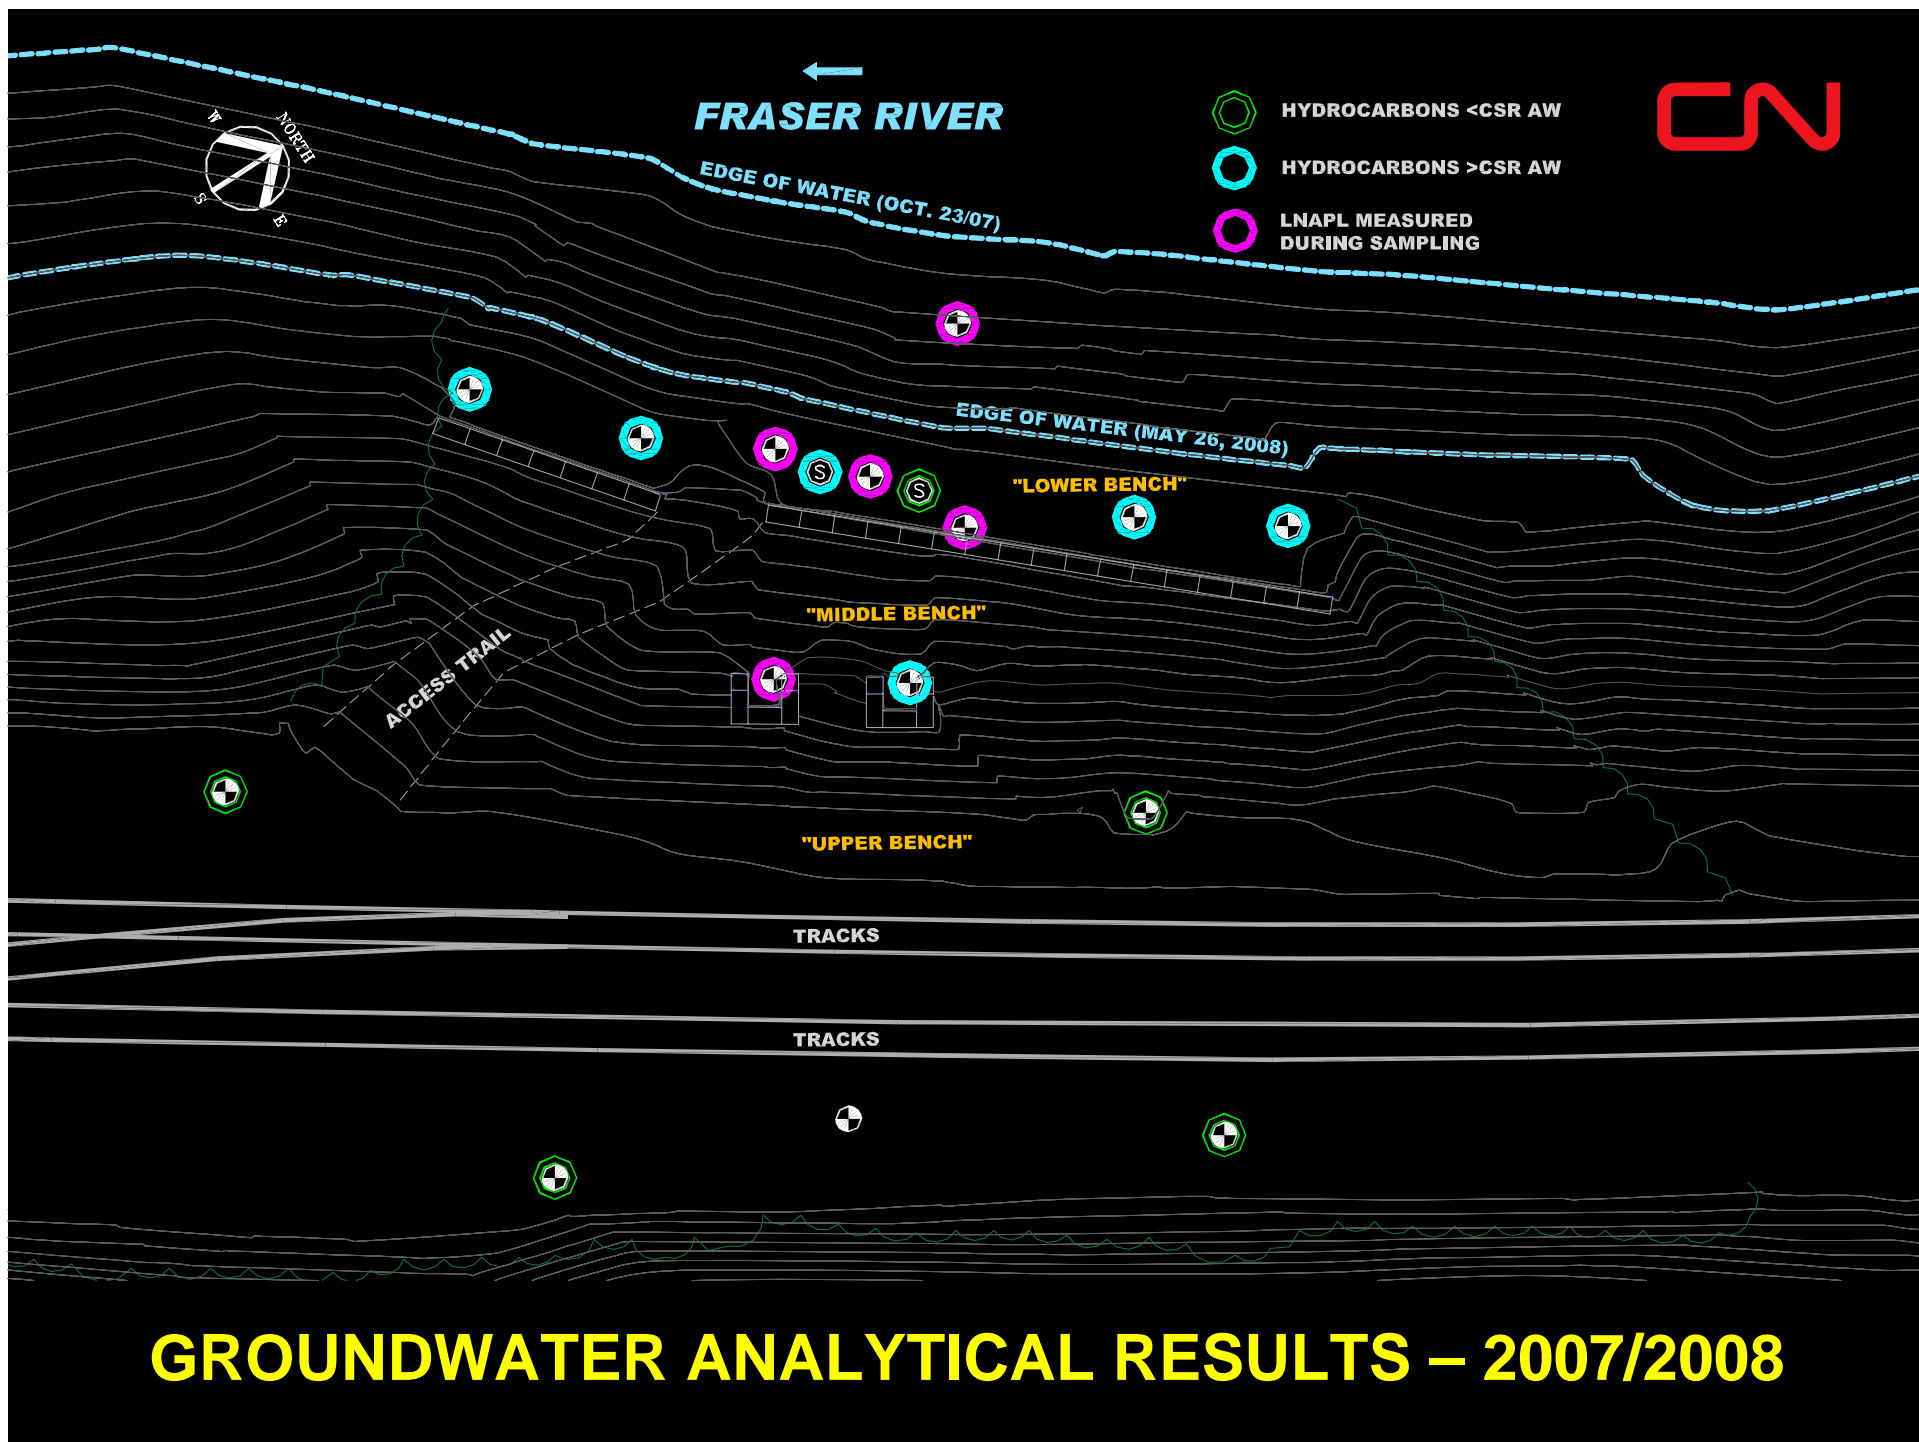 FRASER RIVER
HYDROCARBONS <CSR AW
CN
W
NORTH
S
E
HYDROCARBONS >CSR AW
EDGE OF WATER (OCT. 23/07)
LNAPL MEASURED
DURING SAMPLING
EDGE OF WATER (MAY 26, 2008)
S
S
"LOWER BENCH"
"MIDDLE BENCH"
ACCESS TRAIL
"UPPER BENCH"
TRACKS
TRACKS
GROUNDWATER ANALYTICAL RESULTS – 2007/2008